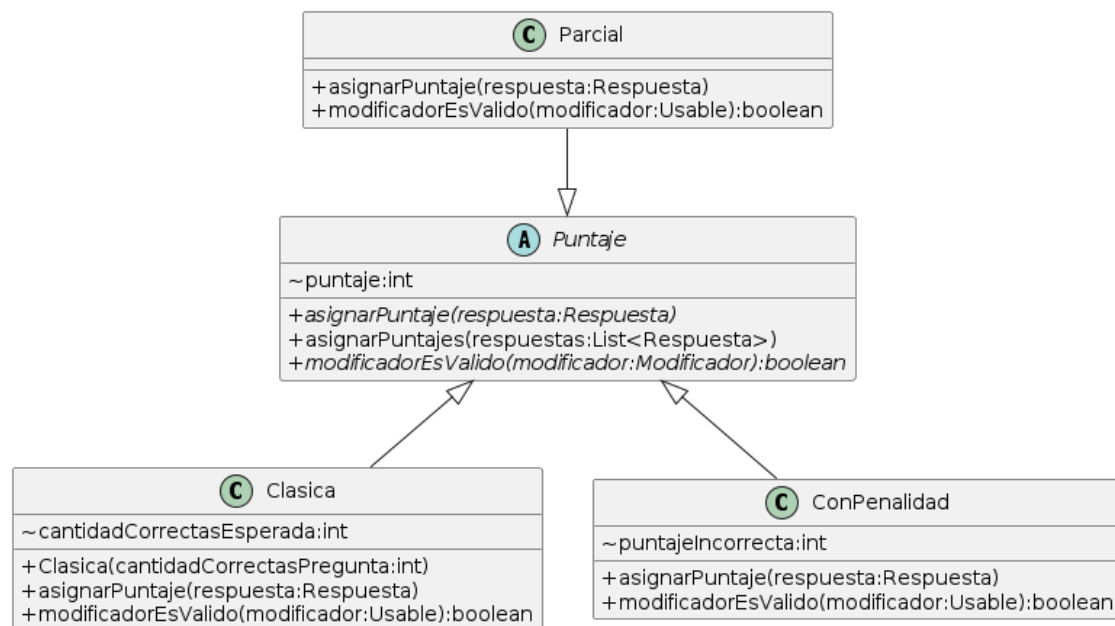 C Parcial
+asignarPuntaje(respuesta:Respuesta)
+modificadorEsValido(modificador:Usable):boolean
A Puntaje
~puntaje:int
+asignarPuntaje(respuesta:Respuesta)
+asignarPuntajes(respuestas:List<Respuesta>)
+modificadorEsValido(modificador:Modificador):boolean
C Clasica
~cantidadCorrectasEsperada:int
+Clasica(cantidadCorrectasPregunta:int)
+asignarPuntaje(respuesta:Respuesta)
+modificadorEsValido(modificador:Usable):boolean
C ConPenalidad
~puntajeIncorrecta:int
+asignarPuntaje(respuesta:Respuesta)
+modificadorEsValido(modificador:Usable):boolean